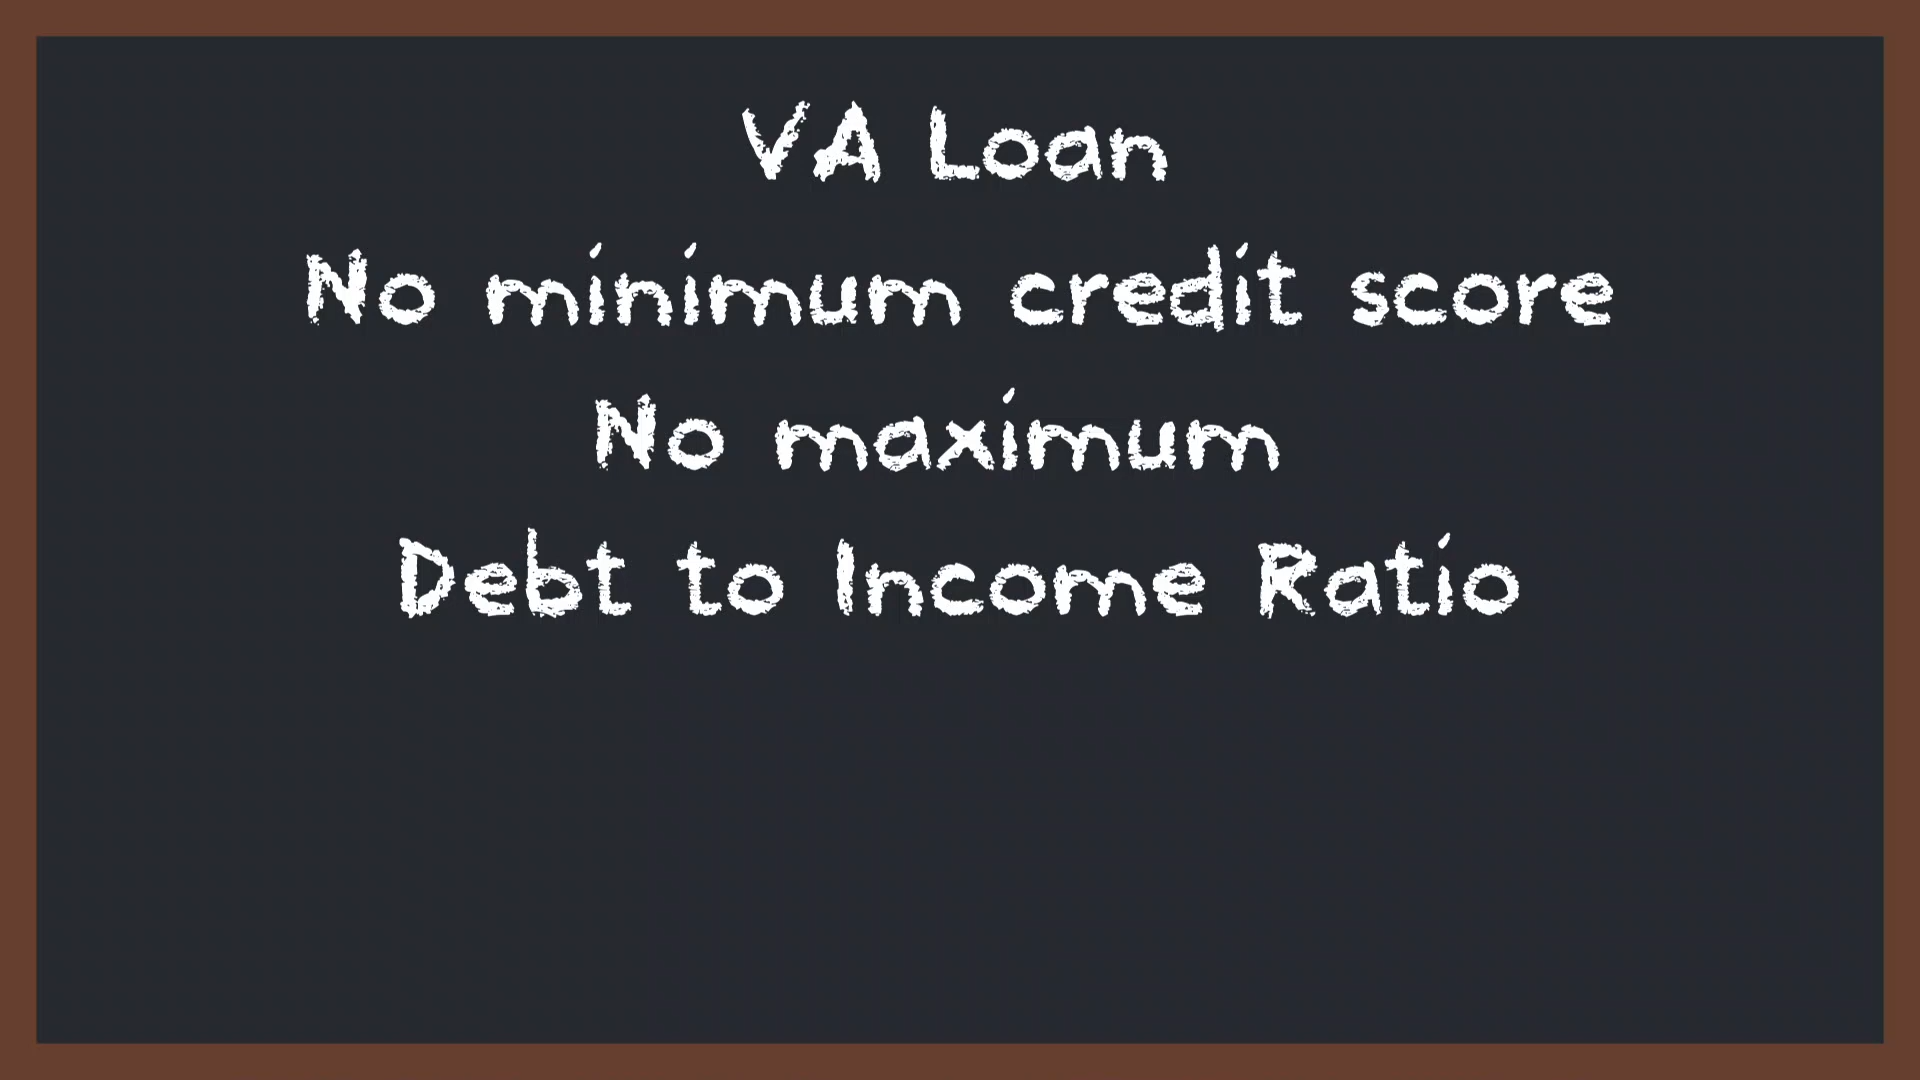 VA Loan
No minimum credit score
No maximum
Debt to Income Ratio